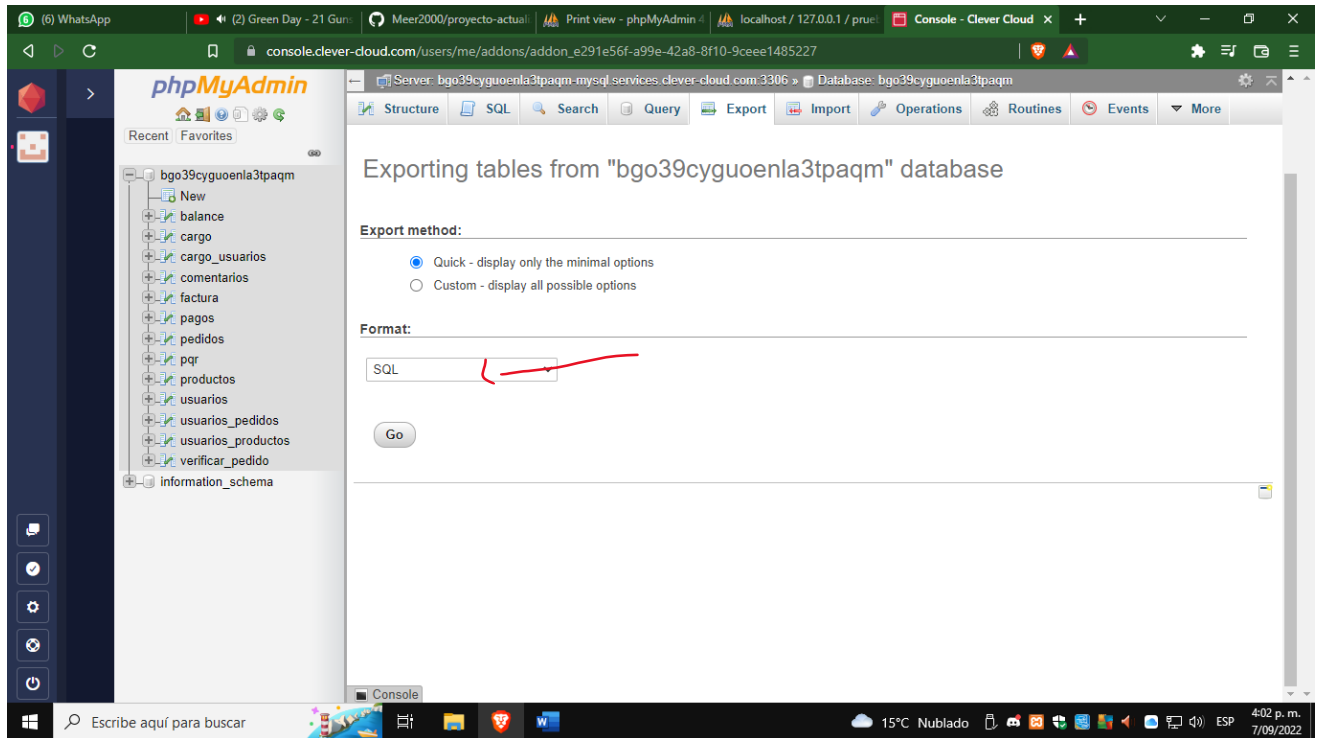 (6) WhatsApp
(2) Green Day - 21 Guns
Meer2000/proyecto-actuali
Print view - phpMyAdmin 4
localhost / 127.0.0.1 / prueb
Console - Clever Cloud
console.clever-cloud.com/users/me/addons/addon_e291e56f-a99e-42a8-8f10-9ceee1485227
phpMyAdmin
Recent Favorites
bgo39cyguoenla3tpaqm
New
balance
cargo
cargo_usuarios
comentarios
factura
pagos
pedidos
pqr
productos
usuarios
usuarios_pedidos
usuarios_productos
verificar_pedido
information_schema
Server: bgo39cyguoenla3tpaqm-mysql.services.clever-cloud.com:3306 » Database: bgo39cyguoenla3tpaqm
Structure SQL Search Query Export Import Operations Routines Events More
Exporting tables from "bgo39cyguoenla3tpaqm" database
Export method:
Quick - display only the minimal options
Custom - display all possible options
Format:
SQL
Go
Console
Escribe aquí para buscar
15°C Nublado
ESP
4:02 p. m.
7/09/2022